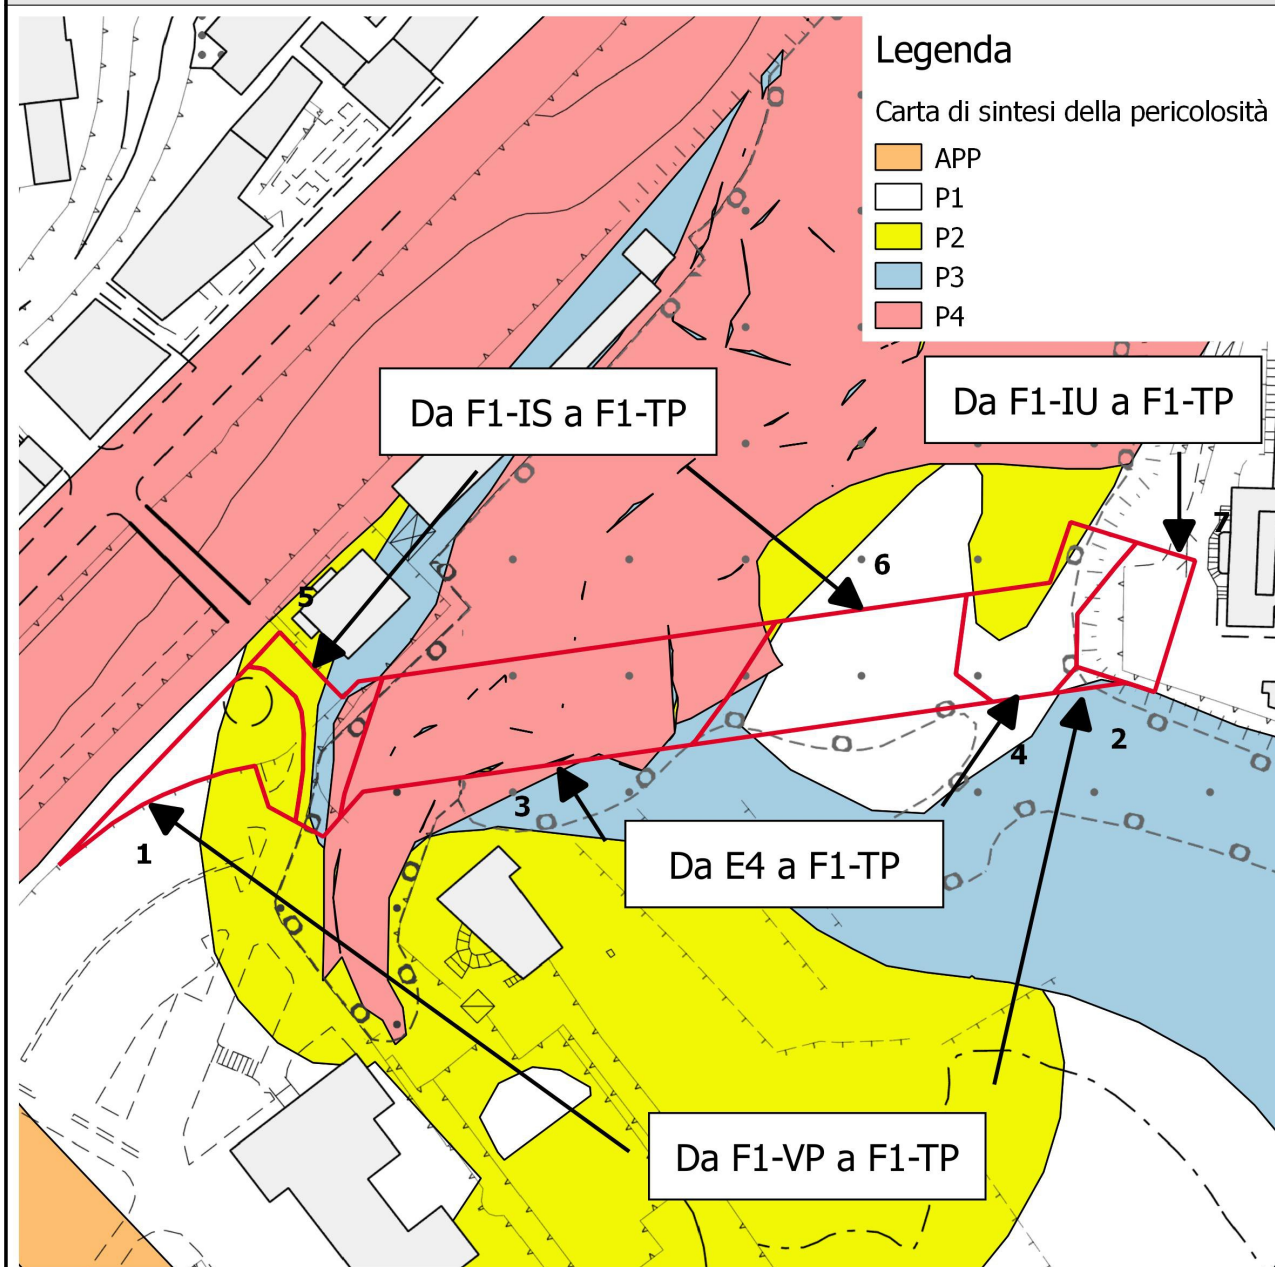 Legenda
Carta di sintesi della pericolosità
APP
P1
P2
P3
P4
Da F1-IS a F1-TP
Da F1-IU a F1-TP
7
6
5
2
4
3
1
Da E4 a F1-TP
Da F1-VP a F1-TP